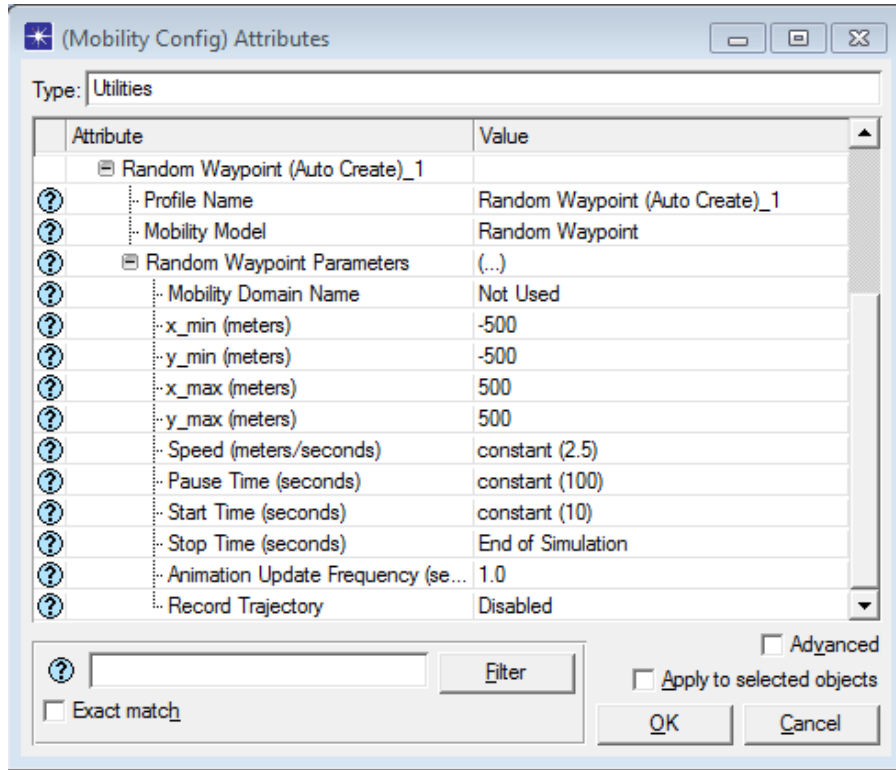 (Mobility Config) Attributes
Type: Utilities
Attribute Value
Random Waypoint (Auto Create)_1
Profile Name Random Waypoint (Auto Create)_1
Mobility Model Random Waypoint
Random Waypoint Parameters (...)
Mobility Domain Name Not Used
x_min (meters) -500
y_min (meters) -500
x_max (meters) 500
y_max (meters) 500
Speed (meters/seconds) constant (2.5)
Pause Time (seconds) constant (100)
Start Time (seconds) constant (10)
Stop Time (seconds) End of Simulation
Animation Update Frequency (se... 1.0
Record Trajectory Disabled
Advanced
Filter
Apply to selected objects
Exact match
OK Cancel